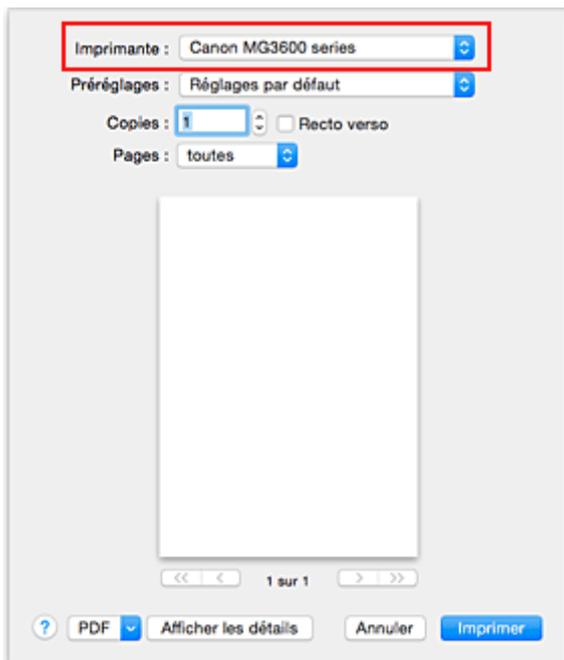 Imprimante : Canon MG3600 series
Préréglages : Réglages par défaut
Copies : 1 Recto verso
Pages : toutes
<< < 1 sur 1 > >>
? PDF Afficher les détails Annuler Imprimer